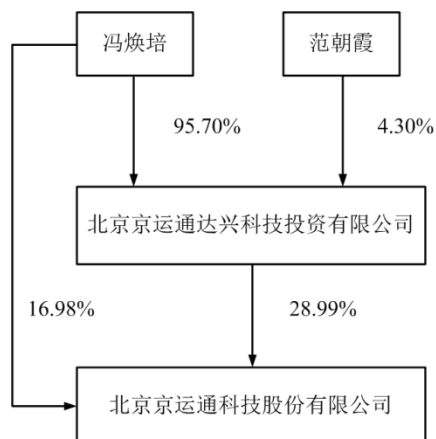 冯焕培
范朝霞
95.70%
4.30%
北京京运通达兴科技投资有限公司
16.98%
28.99%
北京京运通科技股份有限公司